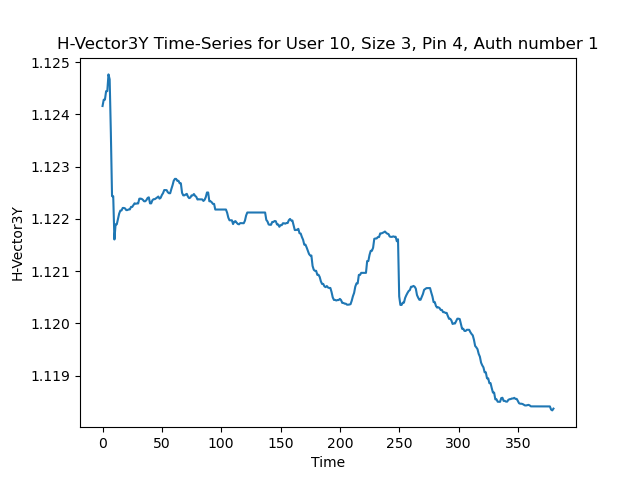 H-Vector3Y Time-Series for User 10, Size 3, Pin 4, Auth number 1
1.125
1.124
1.123
1.122
1.121
1.120
1.119
H-Vector3Y
0 50 100 150 200 250 300 350
Time